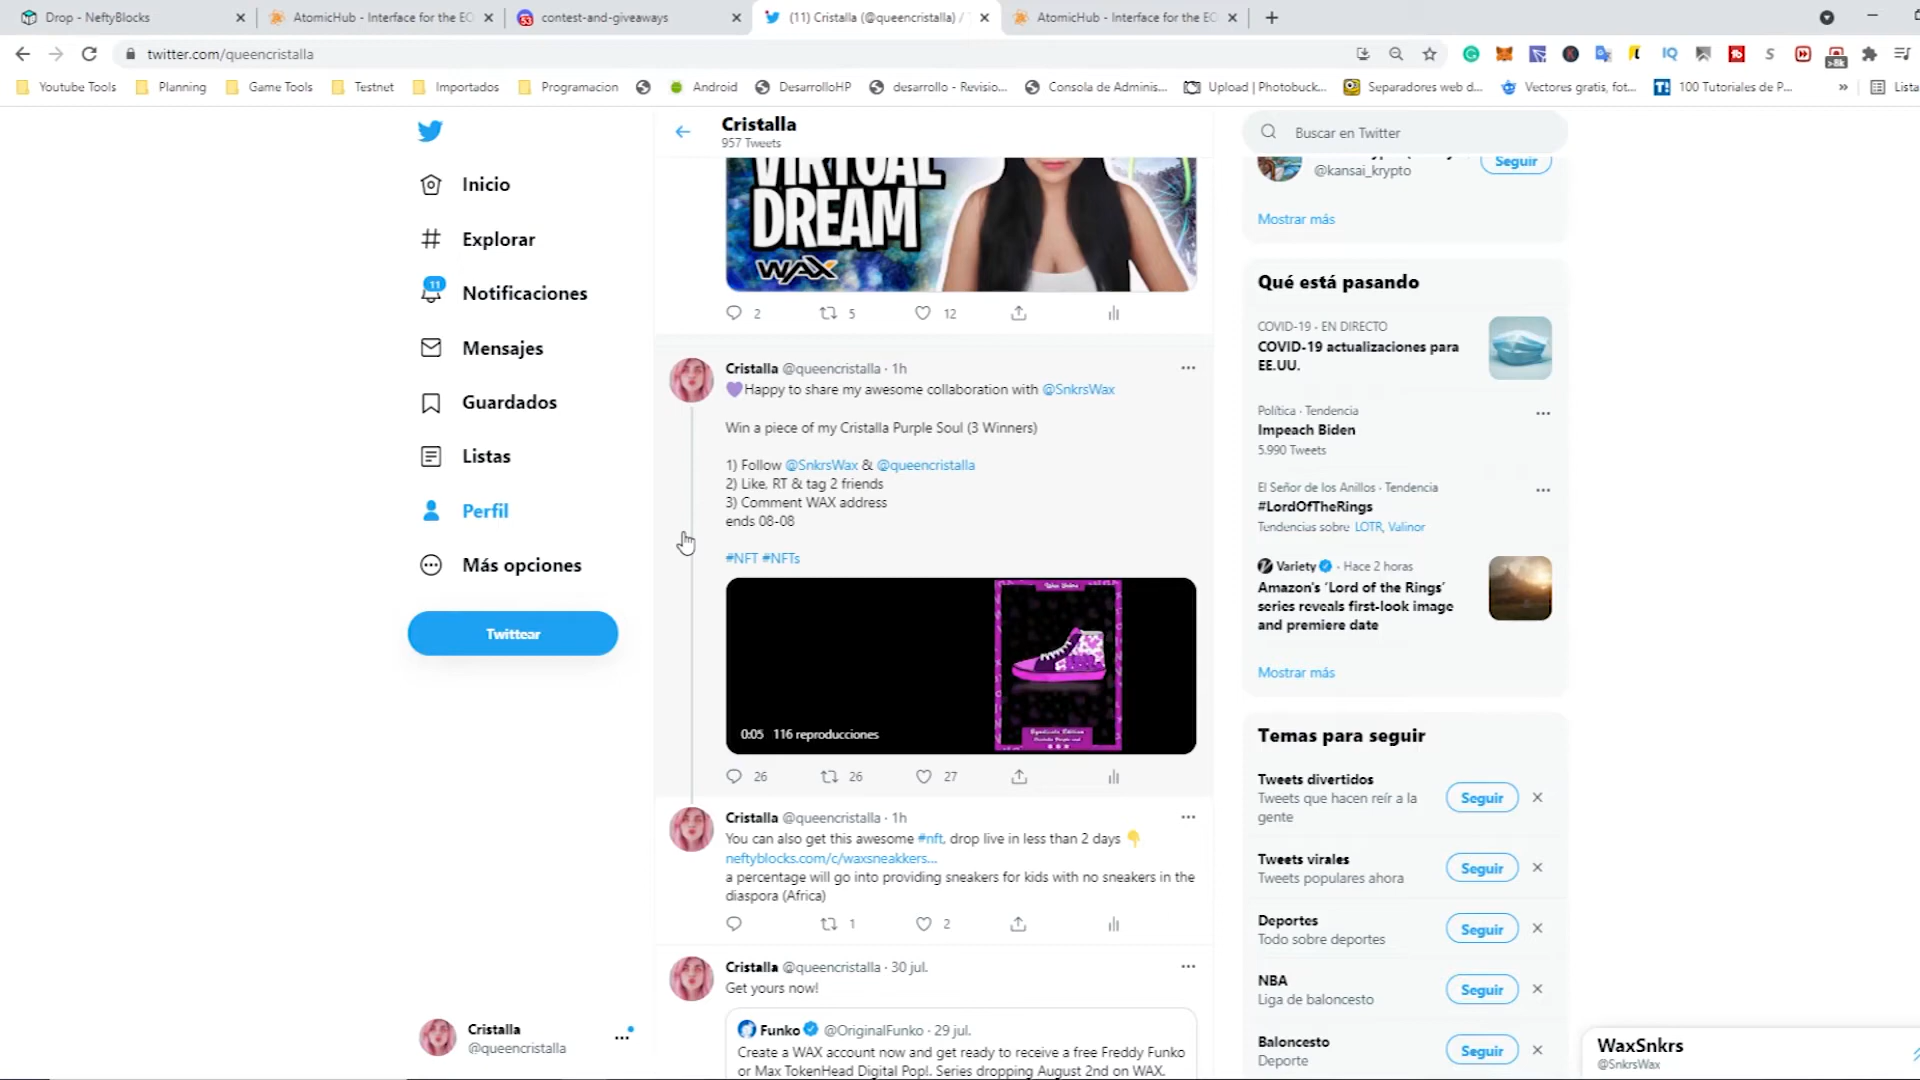 Drop - NeftyBlocks
AtomicHub - Interface for the EO
contest-and-giveaways
(11) Cristalla (@queencristalla) /
AtomicHub - Interface for the EO
twitter.com/queencristalla
Youtube Tools
Planning
Game Tools
Testnet
Importados
Programacion
Android
DesarrolloHP
desarrollo - Revisio...
Consola de Adminis...
Upload | Photobuck...
Separadores web d...
Vectores gratis, fot...
100 Tutoriales de P...
»
Lista
Inicio
Explorar
11
Notificaciones
Mensajes
Guardados
Listas
Perfil
Más opciones
Twittear
Cristalla
@queencristalla
Cristalla
957 Tweets
VIRTUAL
DREAM
WAX
2 5 12
Cristalla @queencristalla · 1h
💜Happy to share my awesome collaboration with @SnkrsWax
Win a piece of my Cristalla Purple Soul (3 Winners)
1) Follow @SnkrsWax & @queencristalla
2) Like, RT & tag 2 friends
3) Comment WAX address
ends 08-08
#NFT #NFTs
0:05 116 reproducciones
26 26 27
Cristalla @queencristalla · 1h
You can also get this awesome #nft, drop live in less than 2 days 👇
neftyblocks.com/c/waxsneakkers...
a percentage will go into providing sneakers for kids with no sneakers in the
diaspora (Africa)
1 2
Cristalla @queencristalla · 30 jul.
Get yours now!
Funko @OriginalFunko · 29 jul.
Create a WAX account now and get ready to receive a free Freddy Funko
or Max TokenHead Digital Pop!. Series dropping August 2nd on WAX.
Buscar en Twitter
@kansai_krypto
Seguir
Mostrar más
Qué está pasando
COVID-19 · EN DIRECTO
COVID-19 actualizaciones para
EE.UU.
Política · Tendencia
Impeach Biden
5.990 Tweets
El Señor de los Anillos · Tendencia
#LordOfTheRings
Tendencias sobre LOTR, Valinor
Variety · Hace 2 horas
Amazon's 'Lord of the Rings'
series reveals first-look image
and premiere date
Mostrar más
Temas para seguir
Tweets divertidos
Tweets que hacen reír a la
gente
Seguir
Tweets virales
Tweets populares ahora
Seguir
Deportes
Todo sobre deportes
Seguir
NBA
Liga de baloncesto
Seguir
Baloncesto
Deporte
Seguir
WaxSnkrs
@SnkrsWax